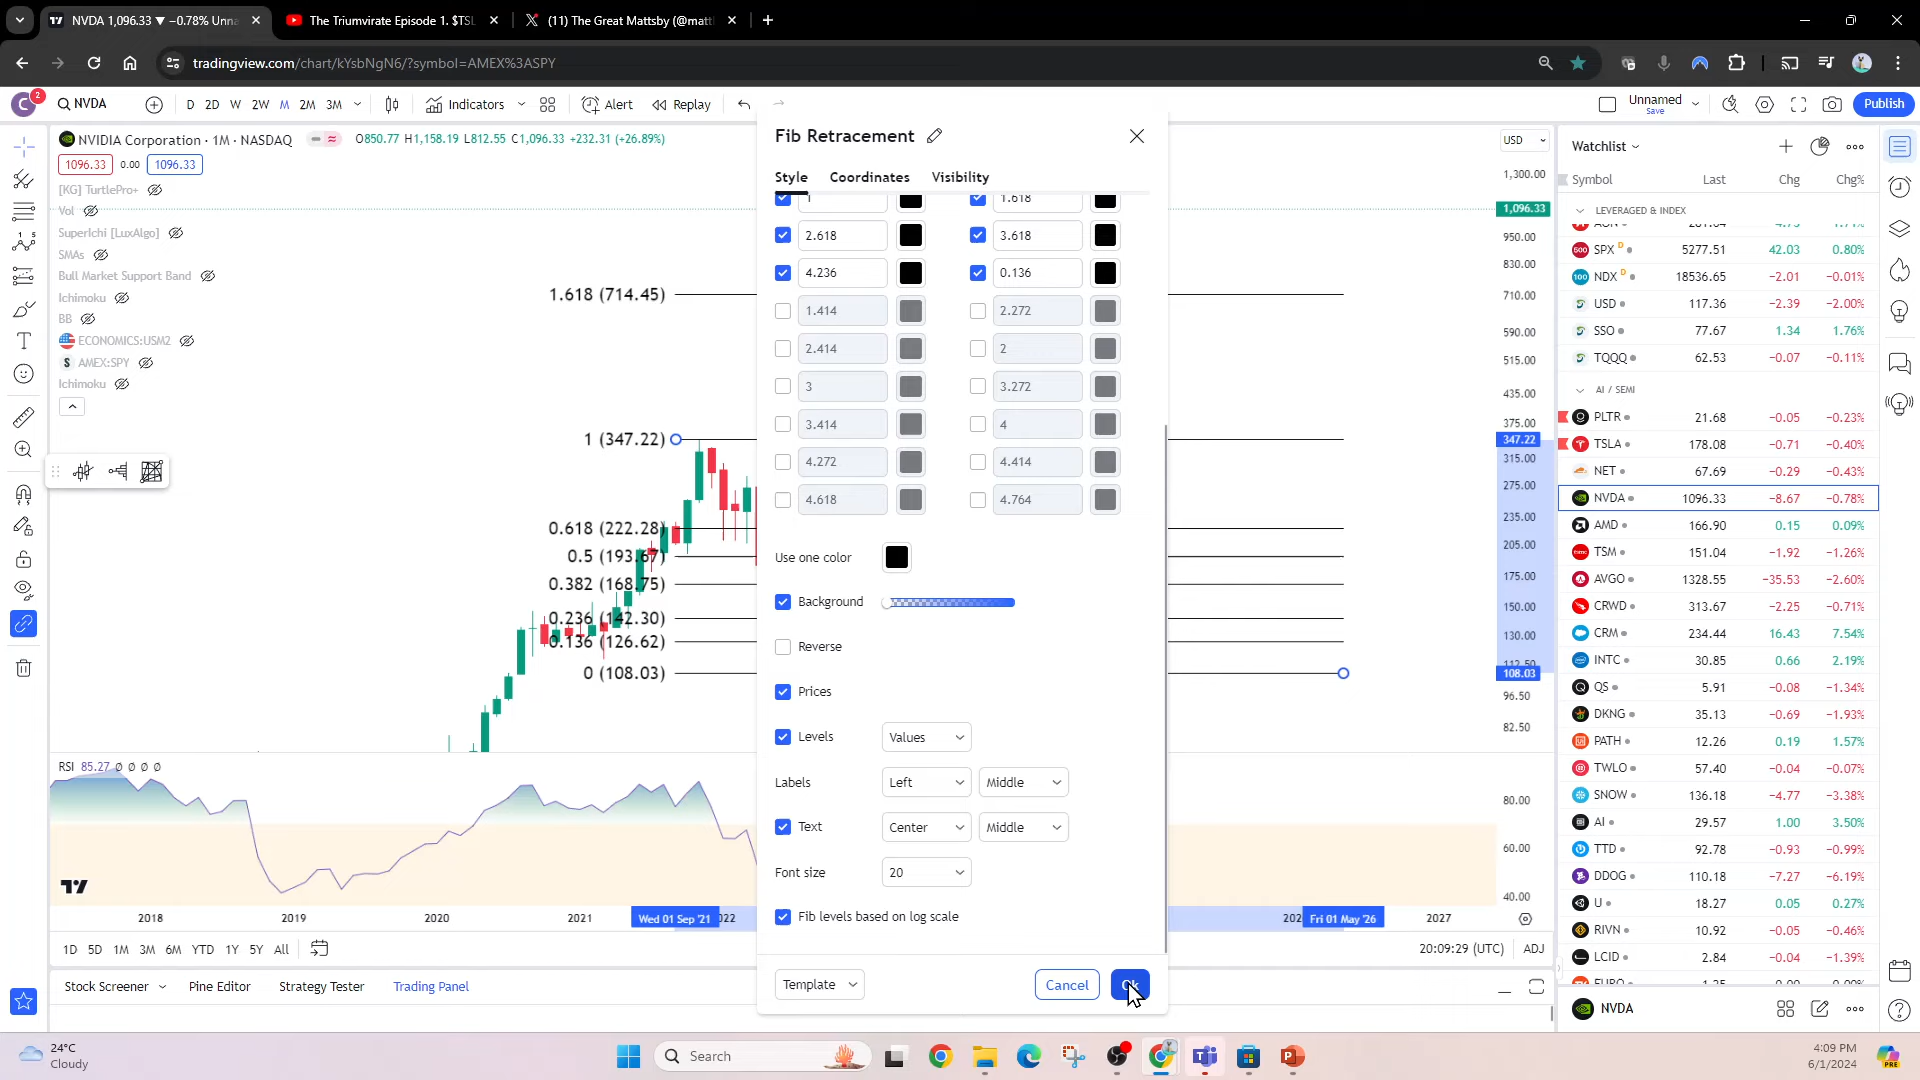 NVDA 1,096.33 ▼ −0.78% Unna
The Triumvirate Episode 1. $TSL
(11) The Great Mattsby (@matt
tradingview.com/chart/kYsbNgN6/?symbol=AMEX%3ASPY
C 2 NVDA D 2D W 2W M 2M 3M Indicators Alert Replay
Unnamed
Save
Publish
NVIDIA Corporation · 1M · NASDAQ O850.77 H1,158.19 L812.55 C1,096.33 +232.31 (+26.89%)
1096.33 0.00 1096.33
[KG] TurtlePro+
Vol
SuperIchi [LuxAlgo]
SMAs
Bull Market Support Band
Ichimoku
BB
ECONOMICS:USM2
S AMEX:SPY
Ichimoku
1.618 (714.45)
1 (347.22)
0.618 (222.28)
0.5 (193.67)
0.382 (168.75)
0.236 (142.30)
0.136 (126.62)
0 (108.03)
RSI 85.27 Ø Ø Ø Ø
2018 2019 2020 2021 Wed 01 Sep '21 022 202 Fri 01 May '26 2027
1D 5D 1M 3M 6M YTD 1Y 5Y All
20:09:29 (UTC) ADJ
Stock Screener Pine Editor Strategy Tester Trading Panel
Fib Retracement
Style Coordinates Visibility
1 1.618
2.618 3.618
4.236 0.136
1.414 2.272
2.414 2
3 3.272
3.414 4
4.272 4.414
4.618 4.764
Use one color
Background
Reverse
Prices
Levels Values
Labels Left Middle
Text Center Middle
Font size 20
Fib levels based on log scale
Template Cancel Ok
USD
1,300.00
1,096.33
950.00
830.00
710.00
590.00
515.00
435.00
375.00
347.22
315.00
275.00
235.00
205.00
175.00
150.00
130.00
112.50
108.03
96.50
82.50
80.00
60.00
40.00
Watchlist
Symbol Last Chg Chg%
LEVERAGED & INDEX
SPX D 5277.51 42.03 0.80%
NDX D 18536.65 −2.01 −0.01%
USD 117.36 −2.39 −2.00%
SSO 77.67 1.34 1.76%
TQQQ 62.53 −0.07 −0.11%
AI / SEMI
PLTR 21.68 −0.05 −0.23%
TSLA 178.08 −0.71 −0.40%
NET 67.69 −0.29 −0.43%
NVDA 1096.33 −8.67 −0.78%
AMD 166.90 0.15 0.09%
TSM 151.04 −1.92 −1.26%
AVGO 1328.55 −35.53 −2.60%
CRWD 313.67 −2.25 −0.71%
CRM 234.44 16.43 7.54%
INTC 30.85 0.66 2.19%
QS 5.91 −0.08 −1.34%
DKNG 35.13 −0.69 −1.93%
PATH 12.26 0.19 1.57%
TWLO 57.40 −0.04 −0.07%
SNOW 136.18 −4.77 −3.38%
AI 29.57 1.00 3.50%
TTD 92.78 −0.93 −0.99%
DDOG 110.18 −7.27 −6.19%
U 18.27 0.05 0.27%
RIVN 10.92 −0.05 −0.46%
LCID 2.84 −0.04 −1.39%
NVDA
24°C
Cloudy
Search
4:09 PM
6/1/2024